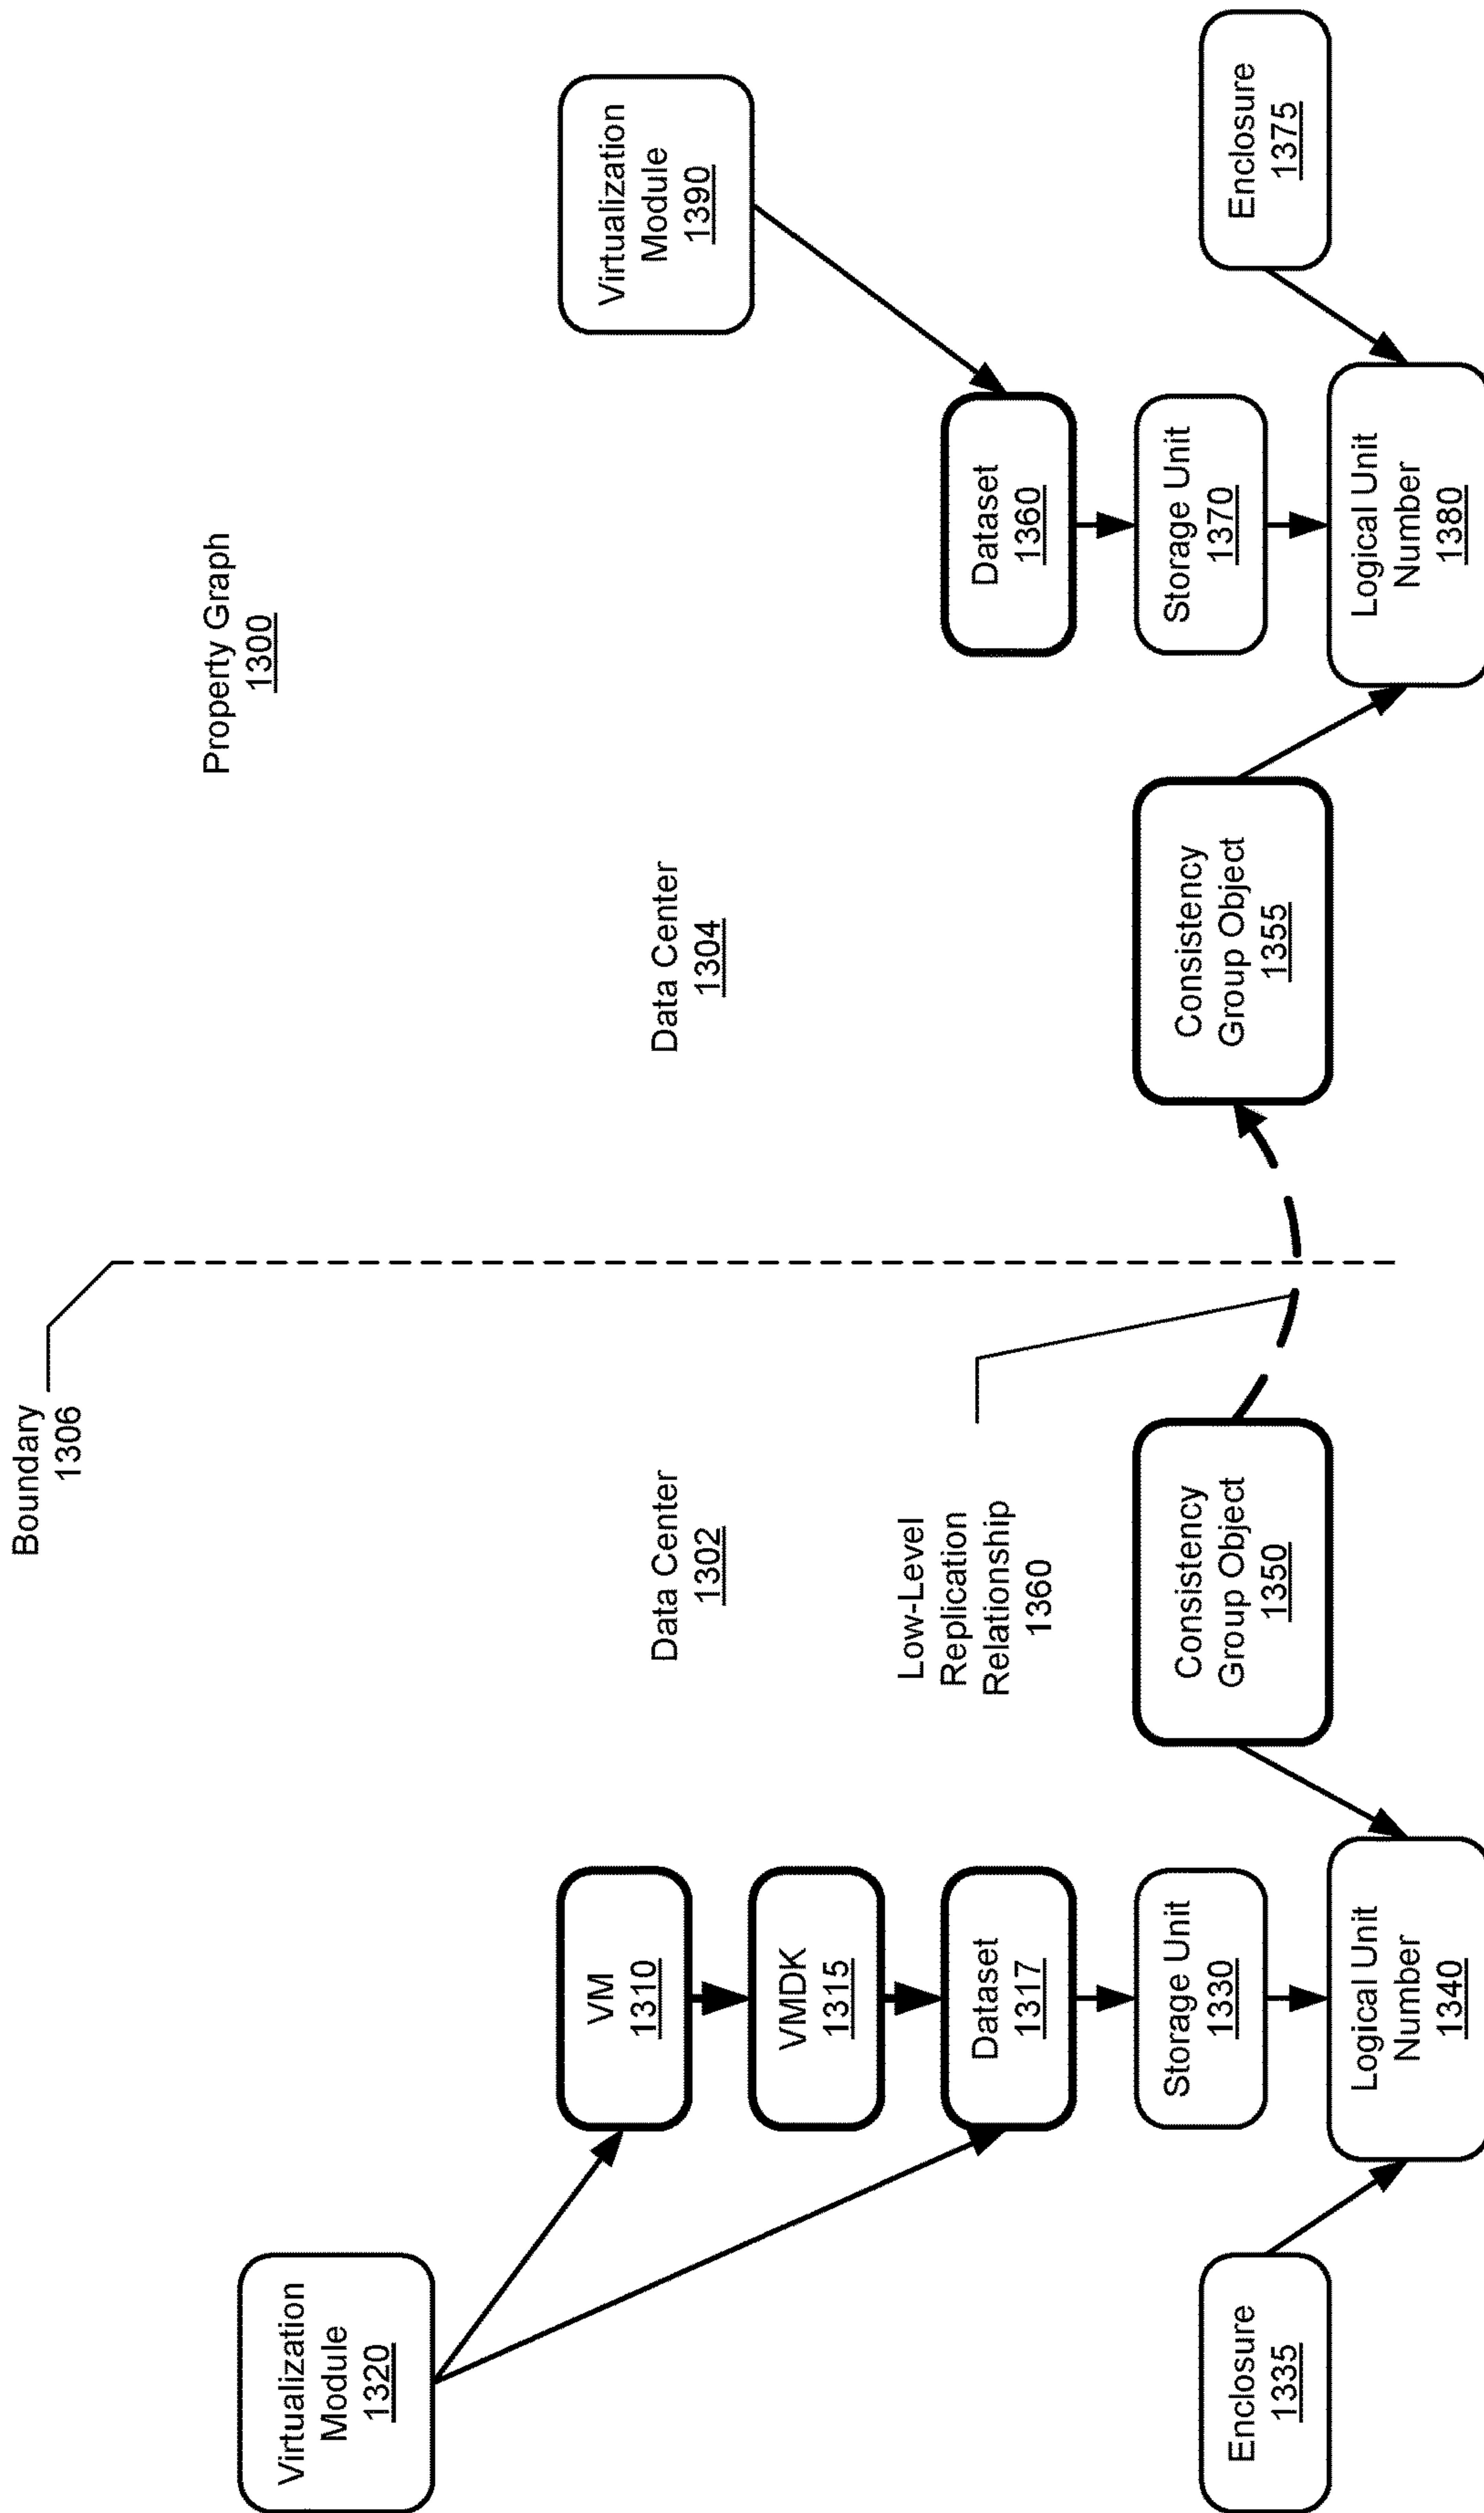 Boundary
1306
Property Graph
1300
Virtualization
Module
1320
VM
1310
Data Center
1302
Data Center
1304
Virtualization
Module
1390
VMDK
1315
Low-Level
Replication
Relationship
1360
Dataset
1317
Dataset
1360
Storage Unit
1330
Consistency
Group Object
1350
Consistency
Group Object
1355
Storage Unit
1370
Enclosure
1335
Enclosure
1375
Logical Unit
Number
1340
Logical Unit
Number
1380